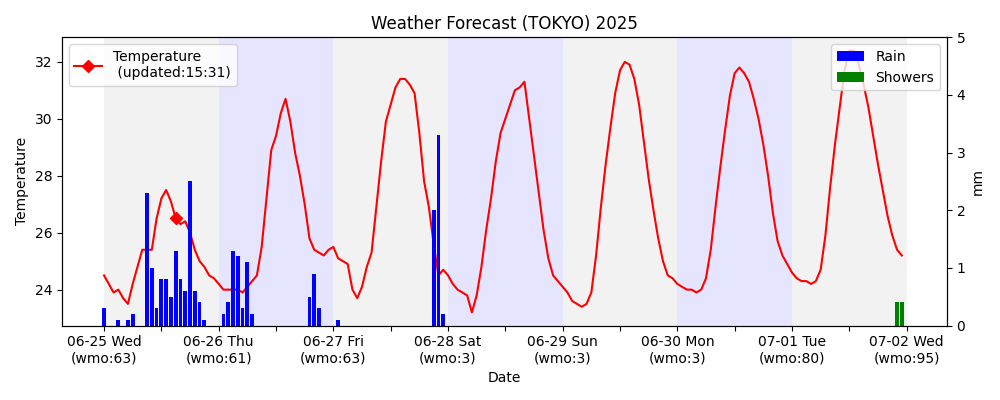 Weather Forecast (TOKYO) 2025
Temperature
(updated:15:31)
Rain
Showers
Temperature
32
30
28
26
24
5
4
3
2
1
0
mm
06-25 Wed
(wmo:63)
06-26 Thu
(wmo:61)
06-27 Fri
(wmo:63)
06-28 Sat
(wmo:3)
06-29 Sun
(wmo:3)
06-30 Mon
(wmo:3)
07-01 Tue
(wmo:80)
07-02 Wed
(wmo:95)
Date